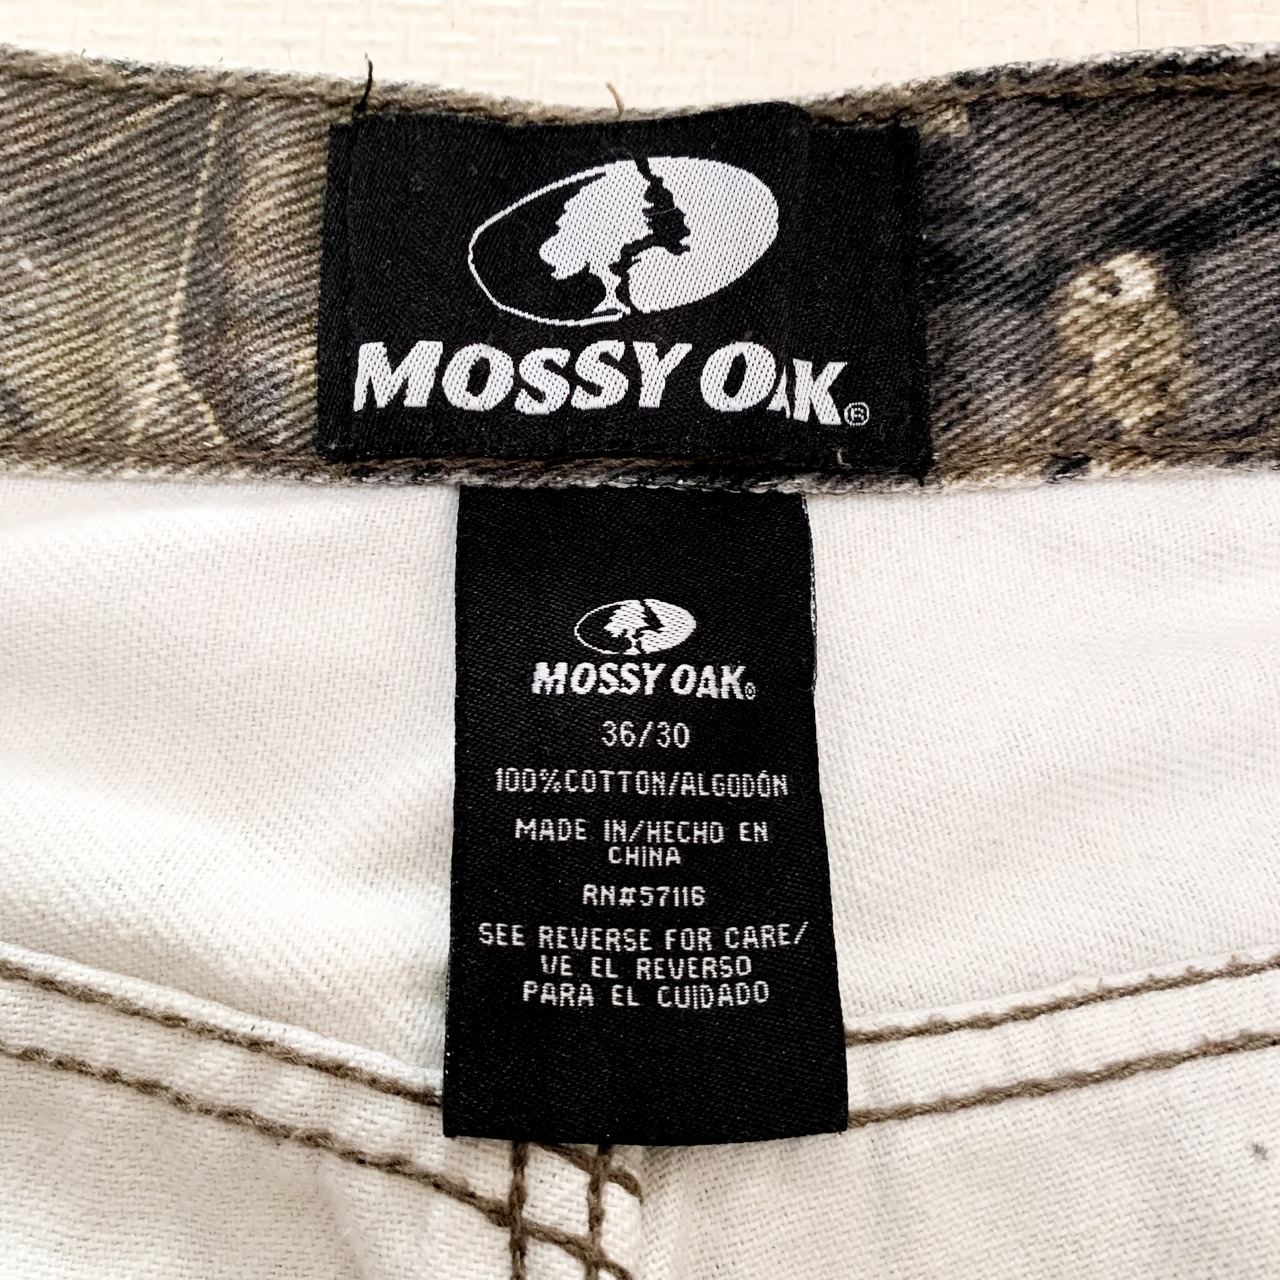 MOSSY OAK®
MOSSY OAK®
36/30
100%COTTON/ALGODÓN
MADE IN/HECHO EN
CHINA
RN#57116
SEE REVERSE FOR CARE/
VE EL REVERSO
PARA EL CUIDADO